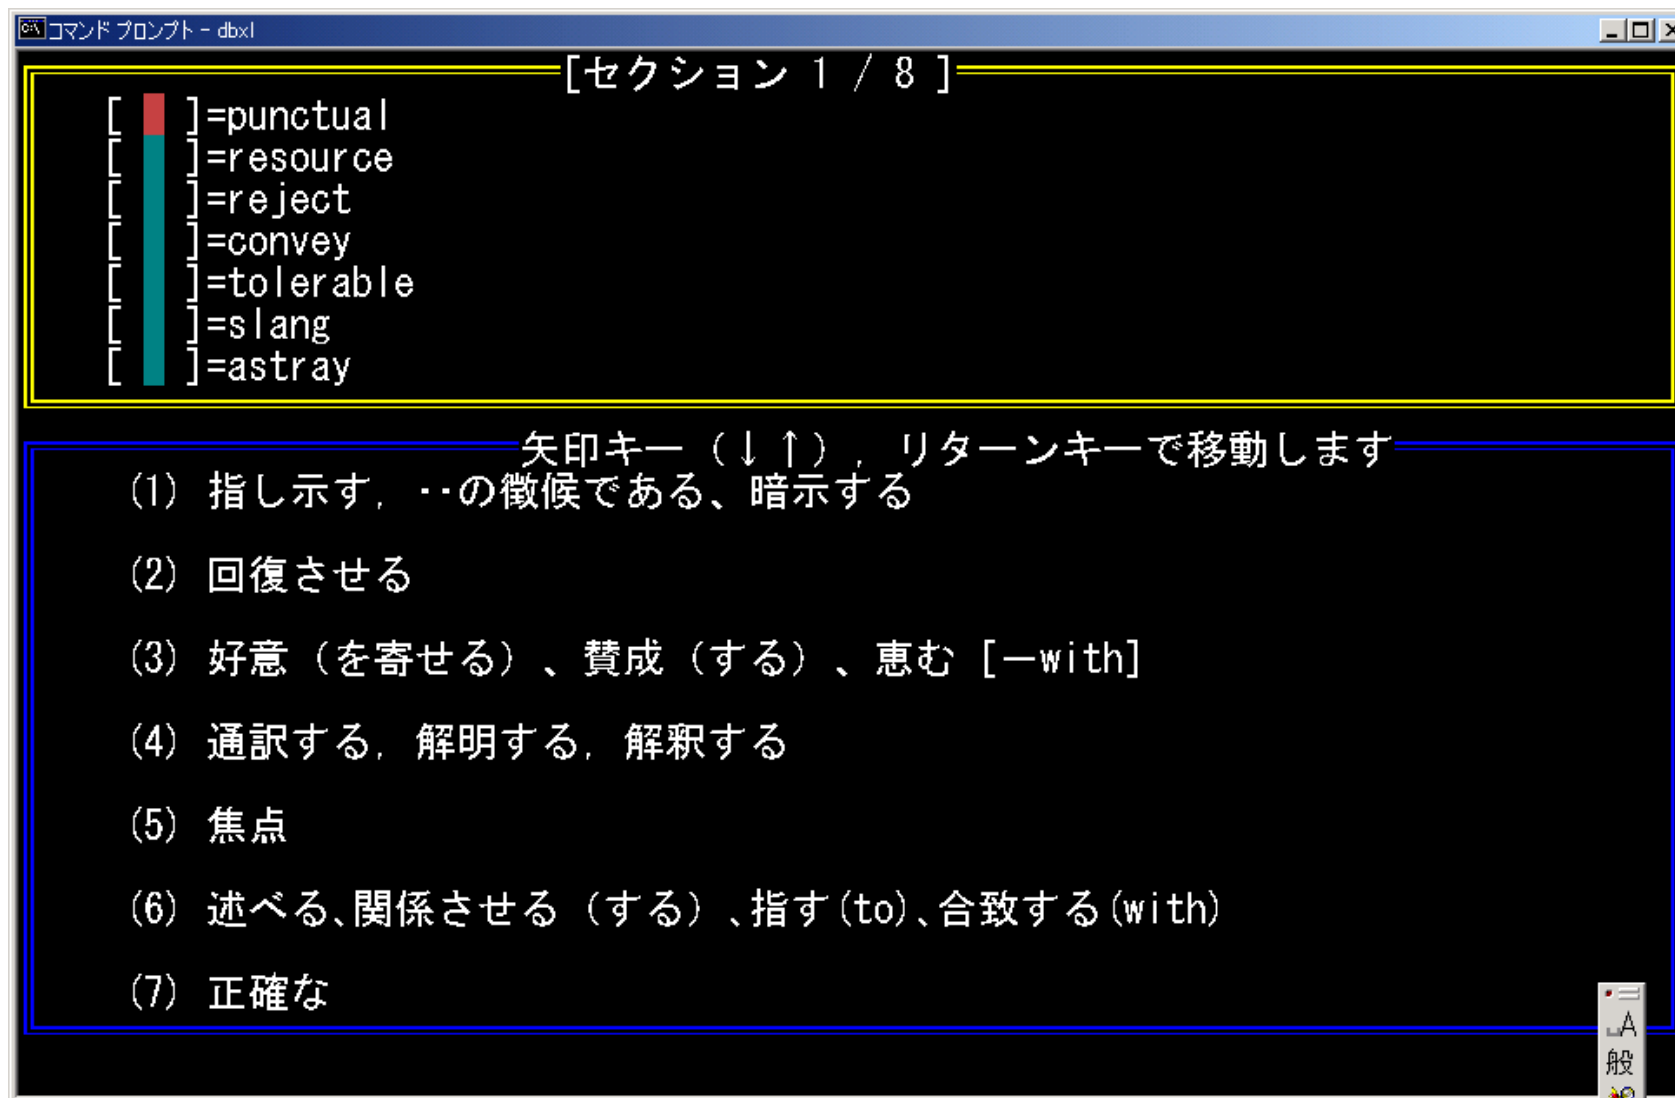 コマンド プロンプト - dbxl
[セクション 1 / 8 ]
[ ]=punctual
[ ]=resource
[ ]=reject
[ ]=convey
[ ]=tolerable
[ ]=slang
[ ]=astray
矢印キー（↓↑），リターンキーで移動します
(1) 指し示す，‥の徴候である、暗示する
(2) 回復させる
(3) 好意（を寄せる）、賛成（する）、恵む [―with]
(4) 通訳する，解明する，解釈する
(5) 焦点
(6) 述べる､関係させる（する）､指す(to)､合致する(with)
(7) 正確な
A
般